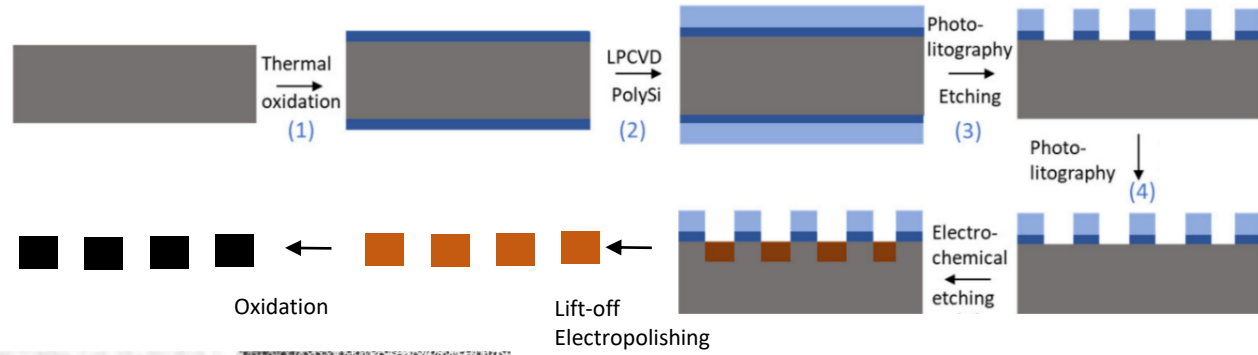 Thermal
oxidation
(1)
LPCVD
PolySi
(2)
Photo-
litography
Etching
(3)
Photo-
litography
(4)
Electro-
chemical
etching
Lift-off
Electropolishing
Oxidation